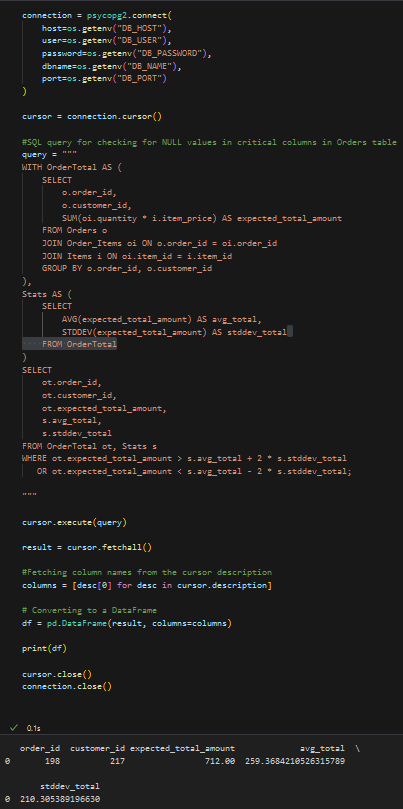 connection = psycopg2.connect(
    host=os.getenv("DB_HOST"),
    user=os.getenv("DB_USER"),
    password=os.getenv("DB_PASSWORD"),
    dbname=os.getenv("DB_NAME"),
    port=os.getenv("DB_PORT")
)
cursor = connection.cursor()
#SQL query for checking for NULL values in critical columns in Orders table
query = """
WITH OrderTotal AS (
    SELECT
        o.order_id,
        o.customer_id,
        SUM(oi.quantity * i.item_price) AS expected_total_amount
    FROM Orders o
    JOIN Order_Items oi ON o.order_id = oi.order_id
    JOIN Items i ON oi.item_id = i.item_id
    GROUP BY o.order_id, o.customer_id
),
Stats AS (
    SELECT
        AVG(expected_total_amount) AS avg_total,
        STDDEV(expected_total_amount) AS stddev_total
    FROM OrderTotal
)
SELECT
    ot.order_id,
    ot.customer_id,
    ot.expected_total_amount,
    s.avg_total,
    s.stddev_total
FROM OrderTotal ot, Stats s
WHERE ot.expected_total_amount > s.avg_total + 2 * s.stddev_total
   OR ot.expected_total_amount < s.avg_total - 2 * s.stddev_total;
"""
cursor.execute(query)
result = cursor.fetchall()
#Fetching column names from the cursor description
columns = [desc[0] for desc in cursor.description]
# Converting to a DataFrame
df = pd.DataFrame(result, columns=columns)
print(df)
cursor.close()
connection.close()
✓ 0.1s
   order_id  customer_id expected_total_amount             avg_total  \
0       198          217                712.00  259.3684210526315789
       stddev_total
0  210.305389196630